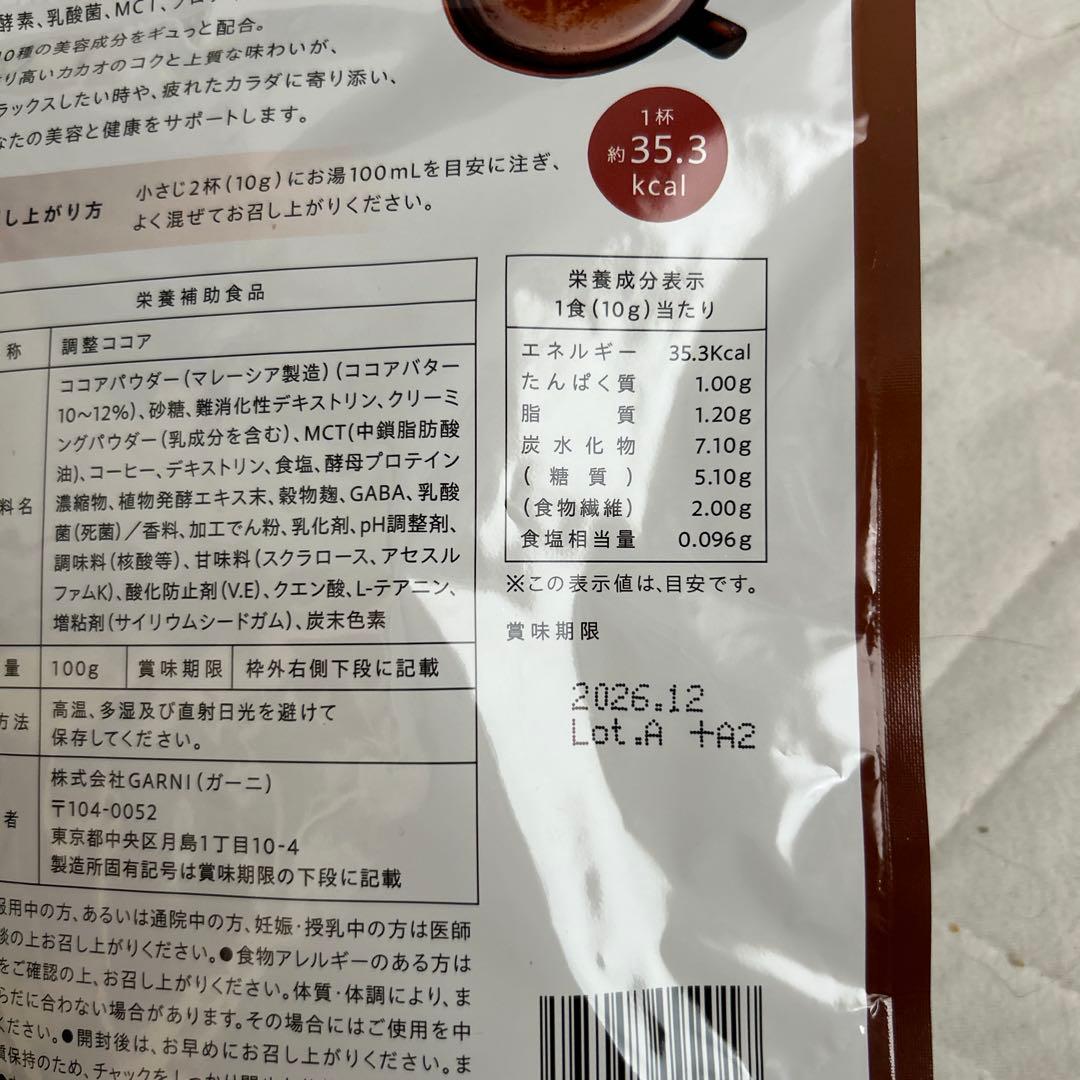 酵素、乳酸菌、MCT、プロテ
10種の美容成分をギュっと配合。
り高いカカオのコクと上質な味わいが、
ラックスしたい時や、疲れたカラダに寄り添い、
なたの美容と健康をサポートします。
1杯
約35.3
kcal
し上がり方
小さじ2杯(10g)にお湯100mLを目安に注ぎ、
よく混ぜてお召し上がりください。
栄養補助食品
称 調整ココア
料名
ココアパウダー(マレーシア製造)(ココアバター
10〜12%)、砂糖、難消化性デキストリン、クリーミ
ングパウダー(乳成分を含む)、MCT(中鎖脂肪酸
油)、コーヒー、デキストリン、食塩、酵母プロテイン
濃縮物、植物発酵エキス末、穀物麹、GABA、乳酸
菌(死菌)/香料、加工でん粉、乳化剤、pH調整剤、
調味料(核酸等)、甘味料(スクラロース、アセスル
ファムK)、酸化防止剤(V.E)、クエン酸、L-テアニン、
増粘剤(サイリウムシードガム)、炭末色素
量 100g 賞味期限 枠外右側下段に記載
方法
高温、多湿及び直射日光を避けて
保存してください。
者
株式会社GARNI(ガーニ)
〒104-0052
東京都中央区月島1丁目10-4
製造所固有記号は賞味期限の下段に記載
栄養成分表示
1食(10g)当たり
エネルギー 35.3Kcal
たんぱく質 1.00g
脂質 1.20g
炭水化物 7.10g
(糖質) 5.10g
(食物繊維) 2.00g
食塩相当量 0.096g
※この表示値は、目安です。
賞味期限
2026.12
Lot.A +A2
服用中の方、あるいは通院中の方、妊娠・授乳中の方は医師
談の上お召し上がりください。●食物アレルギーのある方は
をご確認の上、お召し上がりください。体質・体調により、ま
らだに合わない場合があります。その場合にはご使用を中
ください。●開封後は、お早めにお召し上がりください。ま
質保持のため、チャックをしっかり閉め